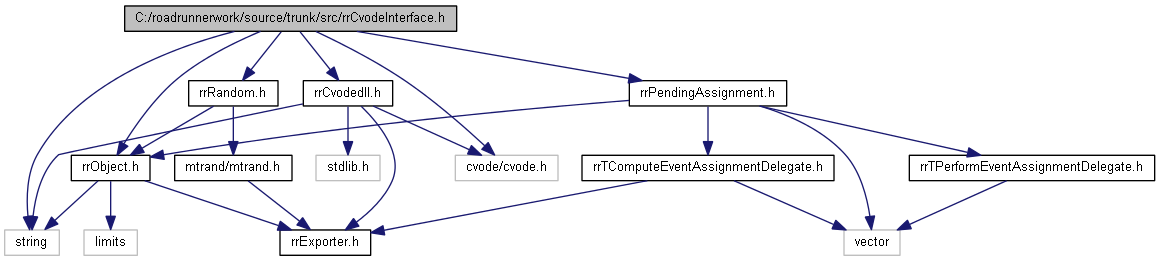 C:/roadrunnerwork/source/trunk/src/rrCvodeInterface.h
rrRandom.h
rrCvodedll.h
rrPendingAssignment.h
rrObject.h
mtrand/mtrand.h
stdlib.h
cvode/cvode.h
rrTComputeEventAssignmentDelegate.h
rrTPerformEventAssignmentDelegate.h
string
limits
rrExporter.h
vector